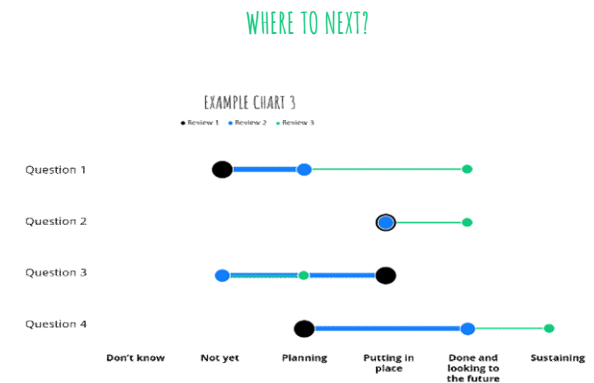 WHERE TO NEXT?
EXAMPLE CHART 3
Review 1 Review 2 Review 3
Question 1
Question 2
Question 3
Question 4
Don't know Not yet Planning Putting in place Done and looking to the future Sustaining